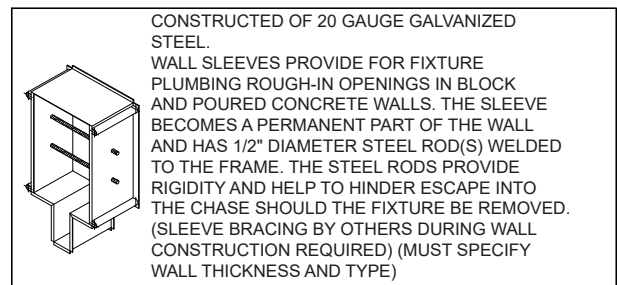 CONSTRUCTED OF 20 GAUGE GALVANIZED
STEEL.
WALL SLEEVES PROVIDE FOR FIXTURE
PLUMBING ROUGH-IN OPENINGS IN BLOCK
AND POURED CONCRETE WALLS. THE SLEEVE
BECOMES A PERMANENT PART OF THE WALL
AND HAS 1/2" DIAMETER STEEL ROD(S) WELDED
TO THE FRAME. THE STEEL RODS PROVIDE
RIGIDITY AND HELP TO HINDER ESCAPE INTO
THE CHASE SHOULD THE FIXTURE BE REMOVED.
(SLEEVE BRACING BY OTHERS DURING WALL
CONSTRUCTION REQUIRED) (MUST SPECIFY
WALL THICKNESS AND TYPE)